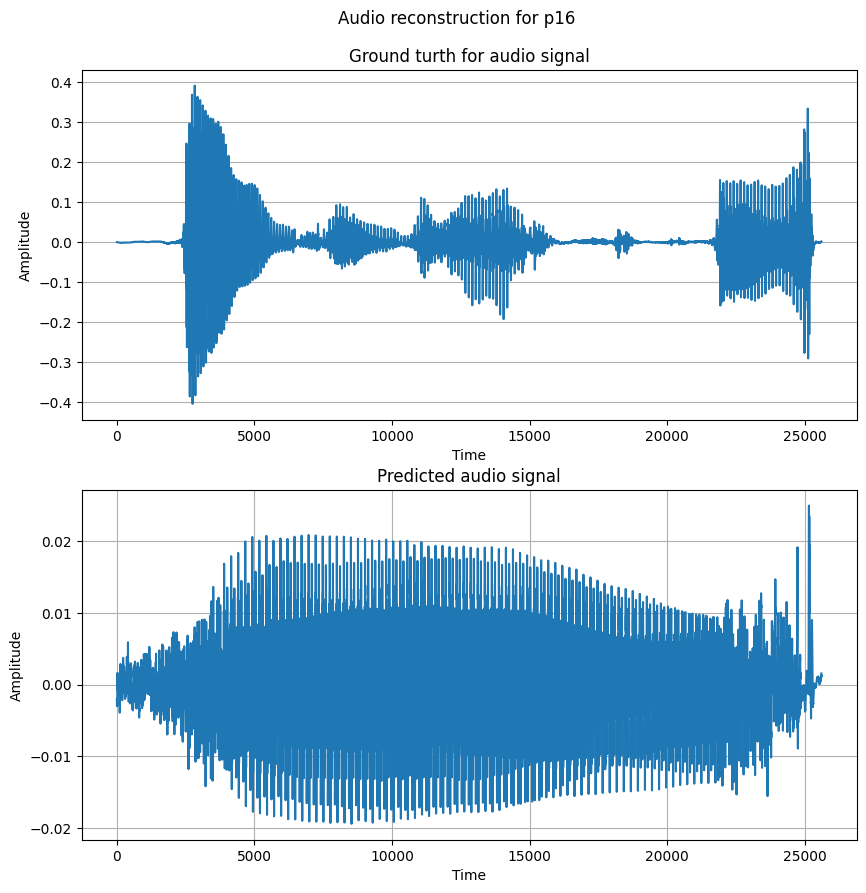 Audio reconstruction for p16
Ground turth for audio signal
0.4
0.3
0.2
0.1
0.0
−0.1
−0.2
−0.3
−0.4
Amplitude
0 5000 10000 15000 20000 25000
Time
Predicted audio signal
0.02
0.01
0.00
−0.01
−0.02
Amplitude
0 5000 10000 15000 20000 25000
Time